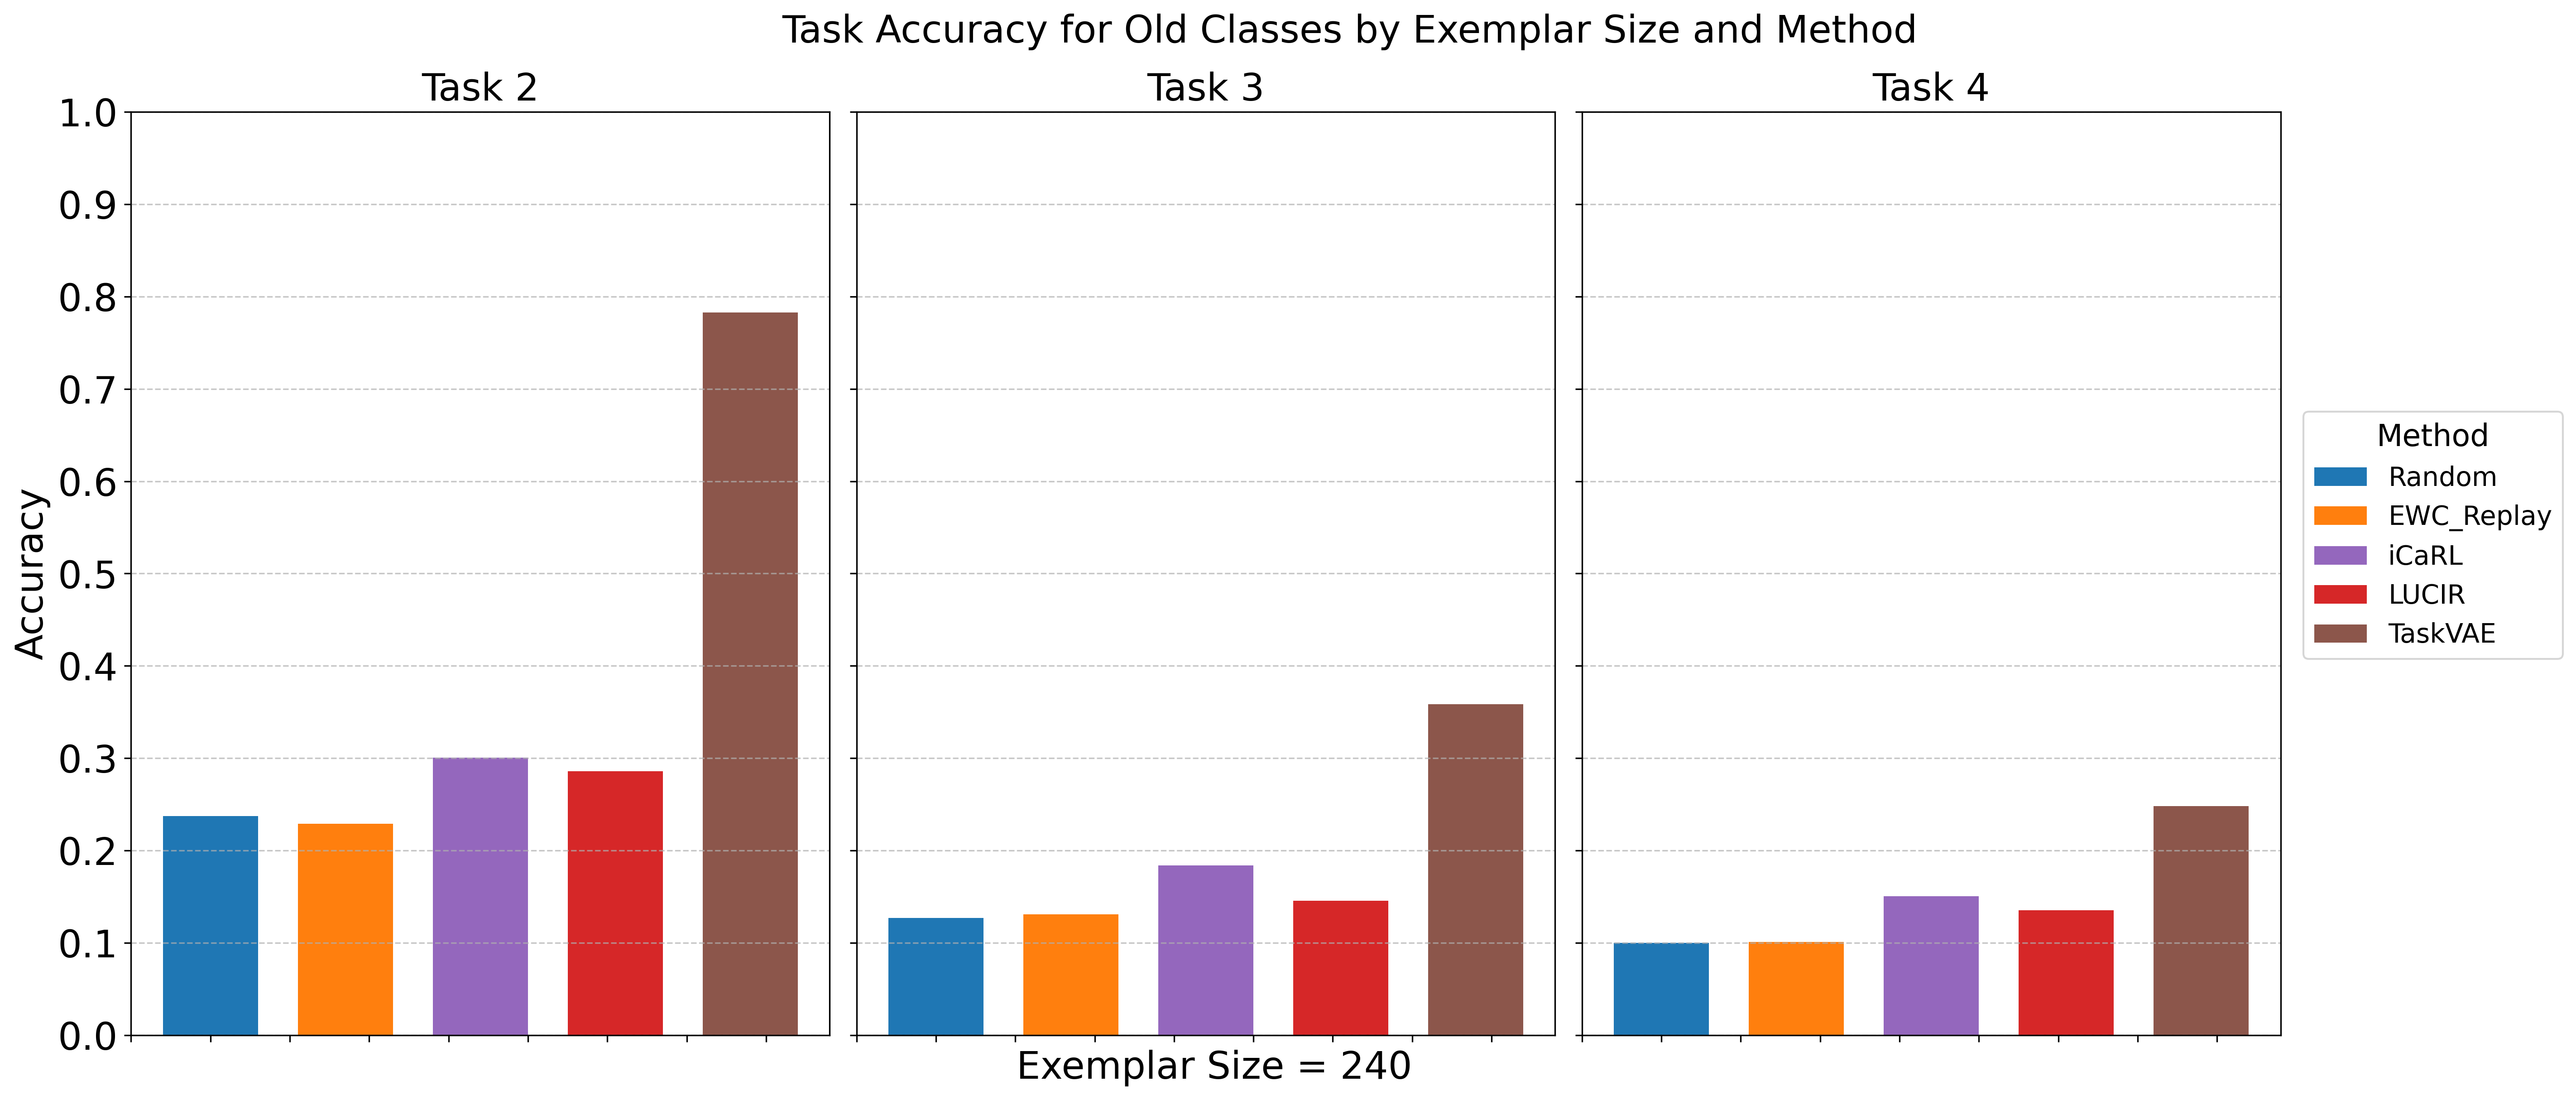 Task Accuracy for Old Classes by Exemplar Size and Method
Task 2
Task 3
Task 4
1.0
0.9
0.8
0.7
0.6
0.5
0.4
0.3
0.2
0.1
0.0
Accuracy
Exemplar Size = 240
Method
Random
EWC_Replay
iCaRL
LUCIR
TaskVAE